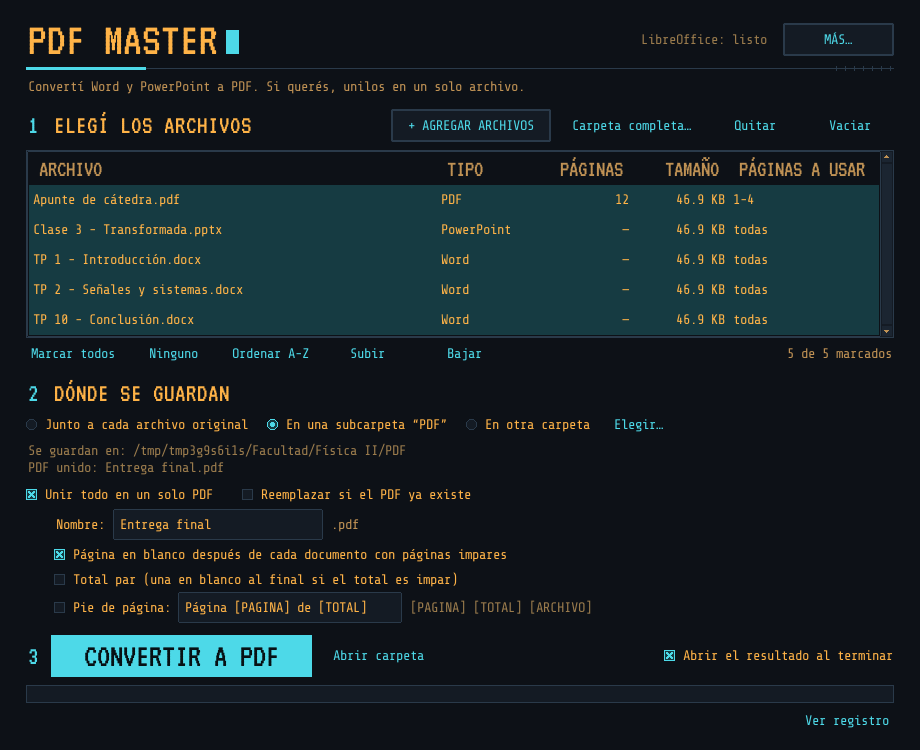 PDF MASTER
LibreOffice: listo
MÁS…
Convertí Word y PowerPoint a PDF. Si querés, unilos en un solo archivo.
1 ELEGÍ LOS ARCHIVOS
+ AGREGAR ARCHIVOS
Carpeta completa…
Quitar
Vaciar
ARCHIVO TIPO PÁGINAS TAMAÑO PÁGINAS A USAR
Apunte de cátedra.pdf PDF 12 46.9 KB 1-4
Clase 3 - Transformada.pptx PowerPoint — 46.9 KB todas
TP 1 - Introducción.docx Word — 46.9 KB todas
TP 2 - Señales y sistemas.docx Word — 46.9 KB todas
TP 10 - Conclusión.docx Word — 46.9 KB todas
Marcar todos Ninguno Ordenar A-Z Subir Bajar 5 de 5 marcados
2 DÓNDE SE GUARDAN
Junto a cada archivo original En una subcarpeta “PDF” En otra carpeta Elegir…
Se guardan en: /tmp/tmp3g9s6i1s/Facultad/Física II/PDF
PDF unido: Entrega final.pdf
Unir todo en un solo PDF Reemplazar si el PDF ya existe
Nombre: Entrega final .pdf
Página en blanco después de cada documento con páginas impares
Total par (una en blanco al final si el total es impar)
Pie de página: Página [PAGINA] de [TOTAL] [PAGINA] [TOTAL] [ARCHIVO]
3 CONVERTIR A PDF Abrir carpeta Abrir el resultado al terminar
Ver registro